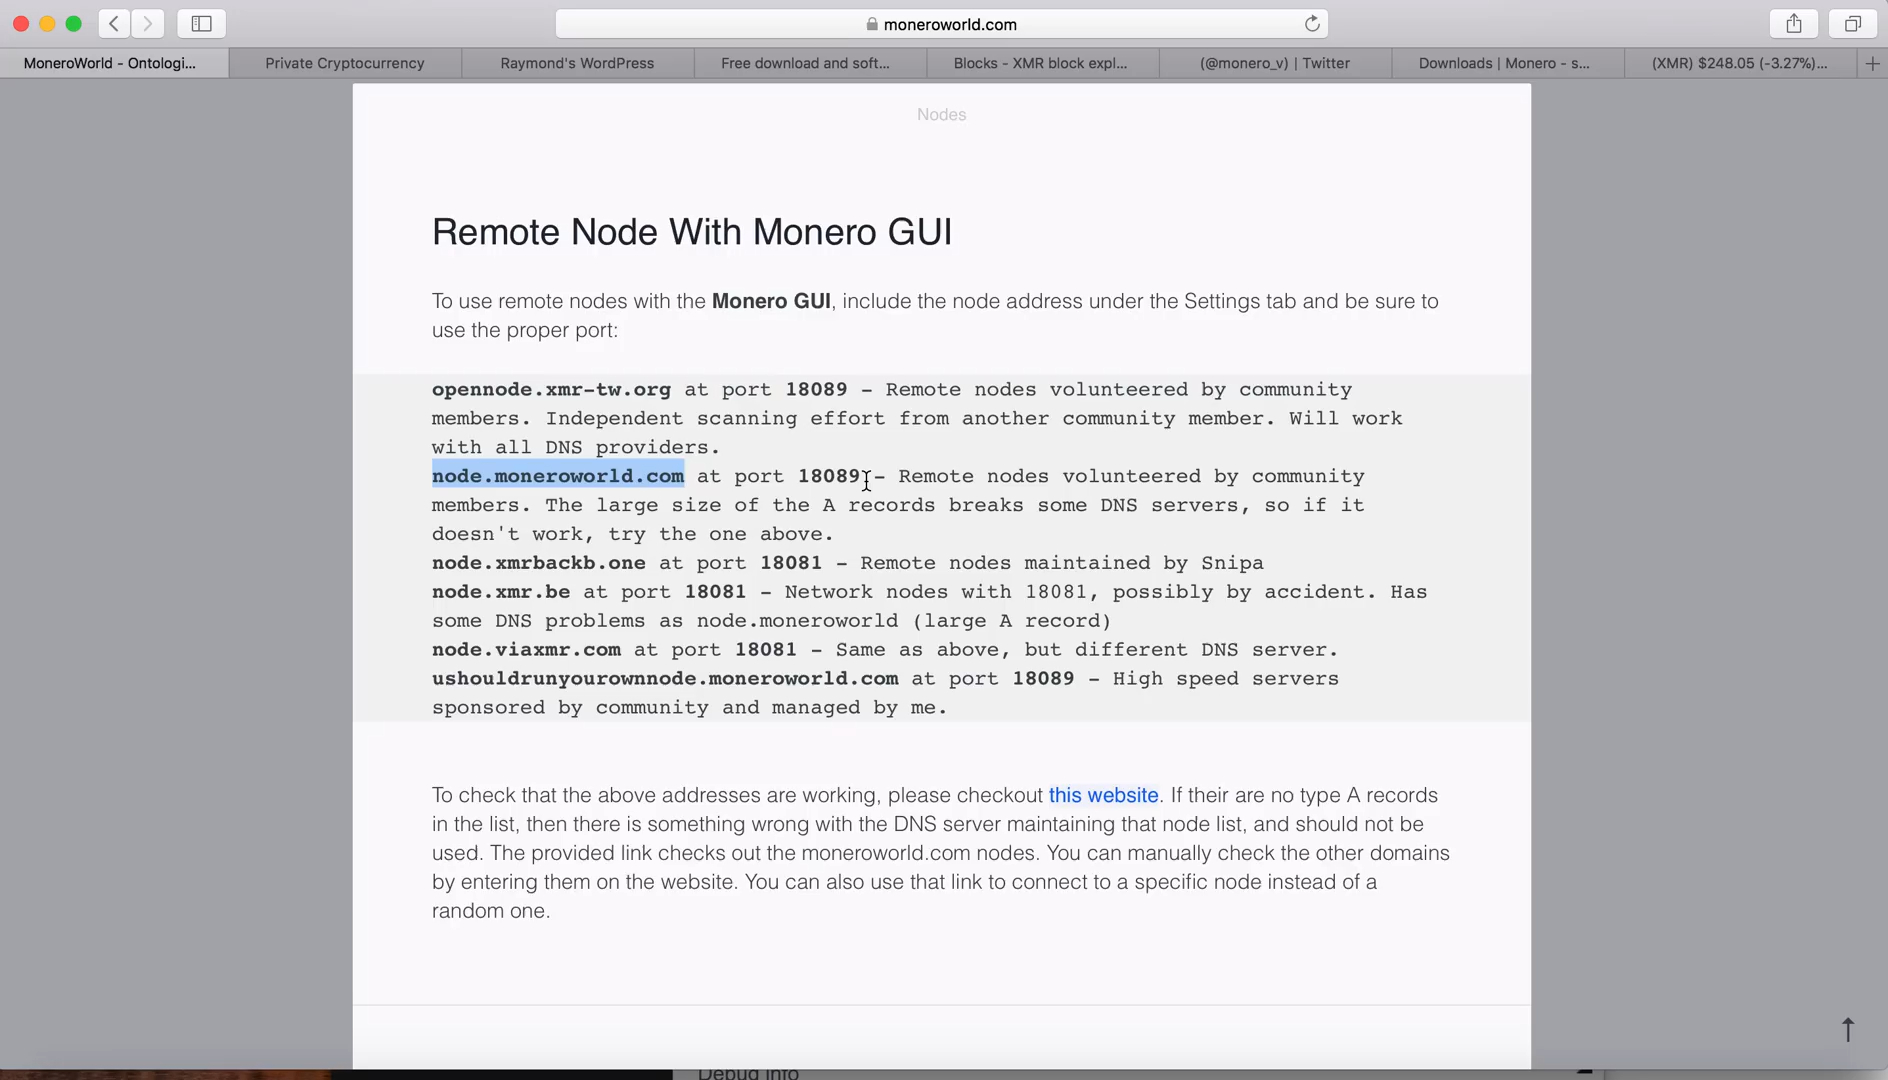 moneroworld.com
MoneroWorld - Ontologi...
Private Cryptocurrency
Raymond's WordPress
Free download and soft...
Blocks - XMR block expl...
(@monero_v) | Twitter
Downloads | Monero - s...
(XMR) $248.05 (-3.27%)...
Nodes
Remote Node With Monero GUI
To use remote nodes with the Monero GUI, include the node address under the Settings tab and be sure to
use the proper port:
opennode.xmr-tw.org at port 18089 - Remote nodes volunteered by community
members. Independent scanning effort from another community member. Will work
with all DNS providers.
node.moneroworld.com at port 18089 - Remote nodes volunteered by community
members. The large size of the A records breaks some DNS servers, so if it
doesn't work, try the one above.
node.xmrbackb.one at port 18081 - Remote nodes maintained by Snipa
node.xmr.be at port 18081 - Network nodes with 18081, possibly by accident. Has
some DNS problems as node.moneroworld (large A record)
node.viaxmr.com at port 18081 - Same as above, but different DNS server.
ushouldrunyourownnode.moneroworld.com at port 18089 - High speed servers
sponsored by community and managed by me.
To check that the above addresses are working, please checkout this website. If their are no type A records
in the list, then there is something wrong with the DNS server maintaining that node list, and should not be
used. The provided link checks out the moneroworld.com nodes. You can manually check the other domains
by entering them on the website. You can also use that link to connect to a specific node instead of a
random one.
Debug info